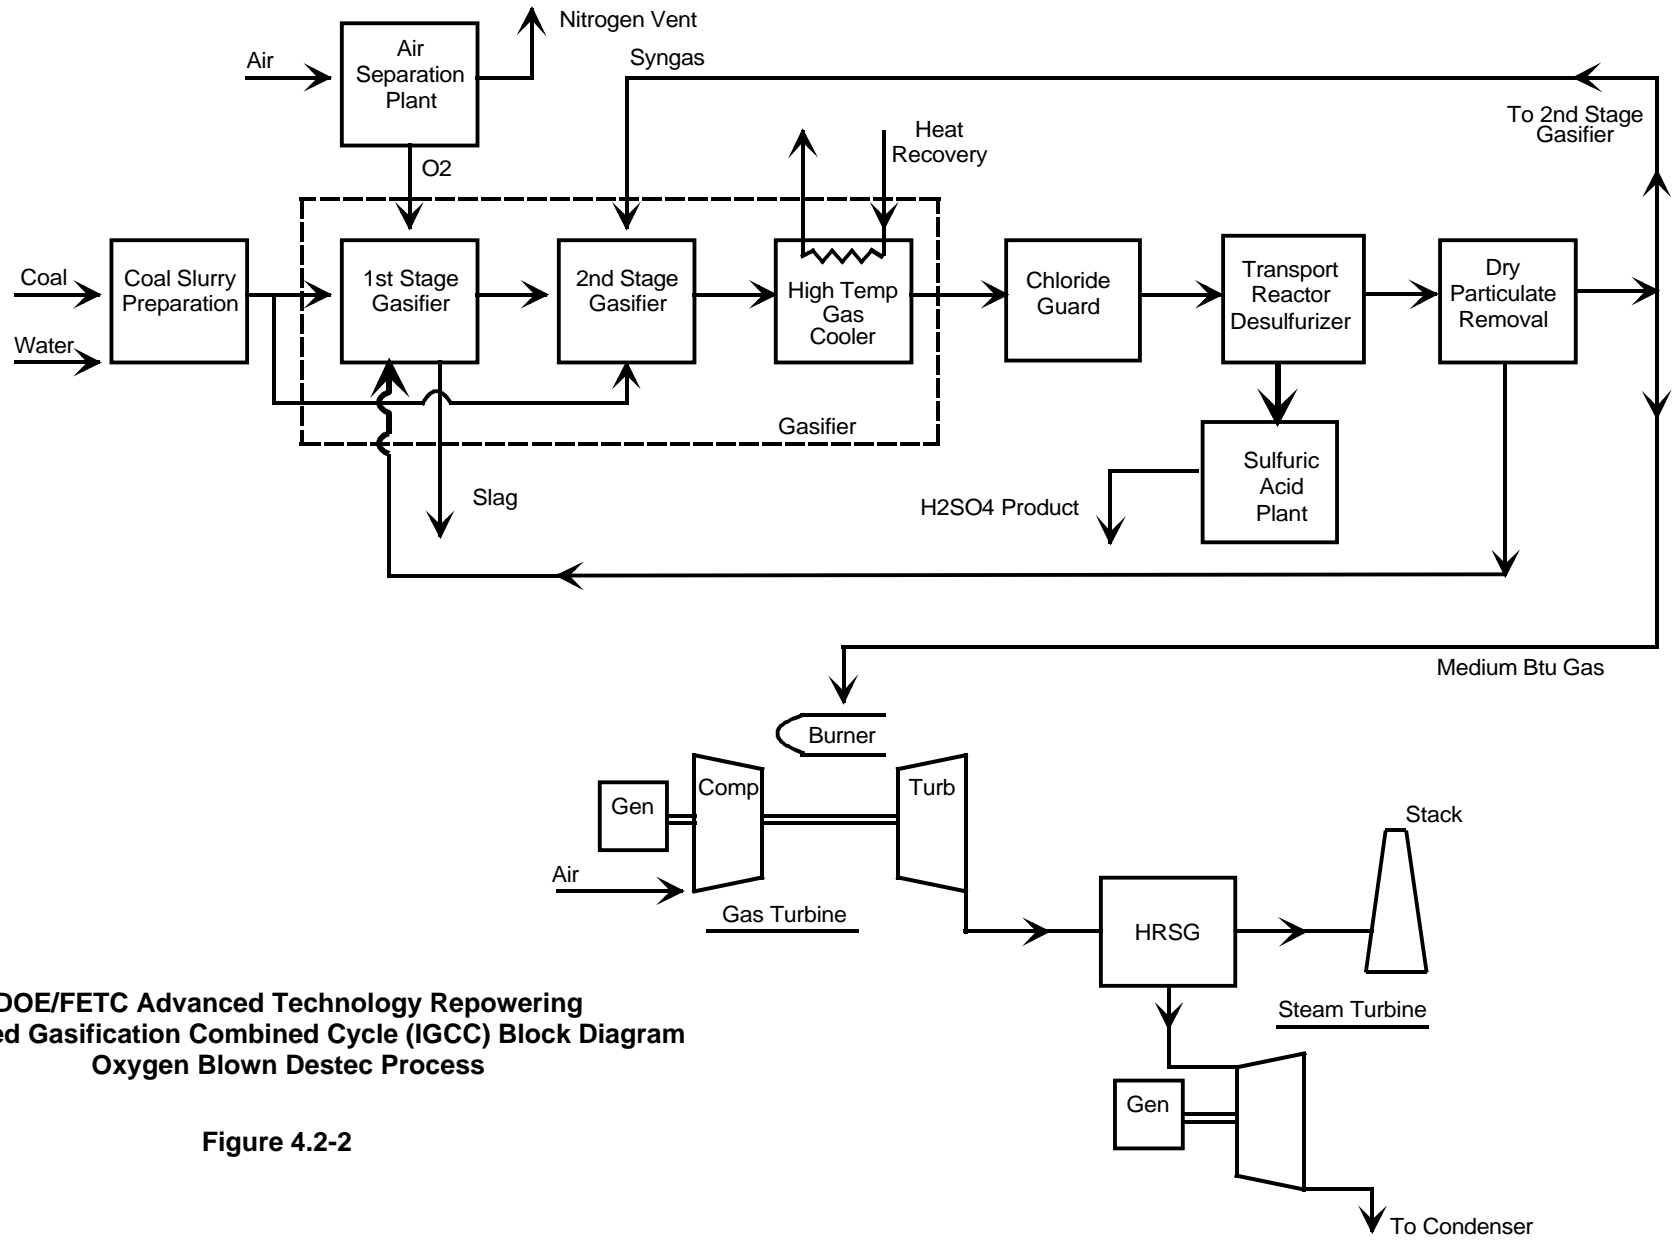 Nitrogen Vent
Air
Separation
Plant
Air
Syngas
To 2nd Stage
Gasifier
Heat
Recovery
O2
Coal
Water
Coal Slurry
Preparation
1st Stage
Gasifier
2nd Stage
Gasifier
High Temp
Gas
Cooler
Chloride
Guard
Transport
Reactor
Desulfurizer
Dry
Particulate
Removal
Gasifier
Slag
H2SO4 Product
Sulfuric
Acid
Plant
Medium Btu Gas
Burner
Gen
Comp
Turb
Air
Gas Turbine
HRSG
Stack
Steam Turbine
Gen
To Condenser
DOE/FETC Advanced Technology Repowering
ed Gasification Combined Cycle (IGCC) Block Diagram
Oxygen Blown Destec Process
Figure 4.2-2